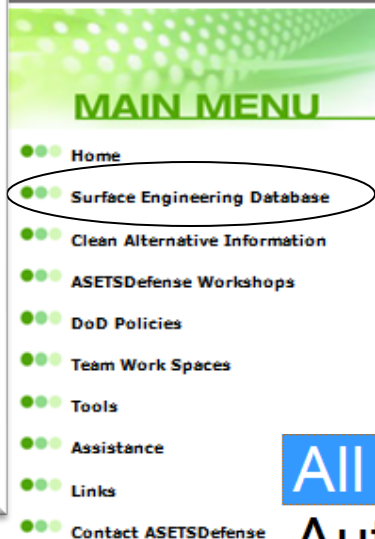 MAIN MENU
Home
Surface Engineering Database
Clean Alternative Information
ASETSDefense Workshops
DoD Policies
Team Work Spaces
Tools
Assistance
All
Links
Contact ASETSDefense